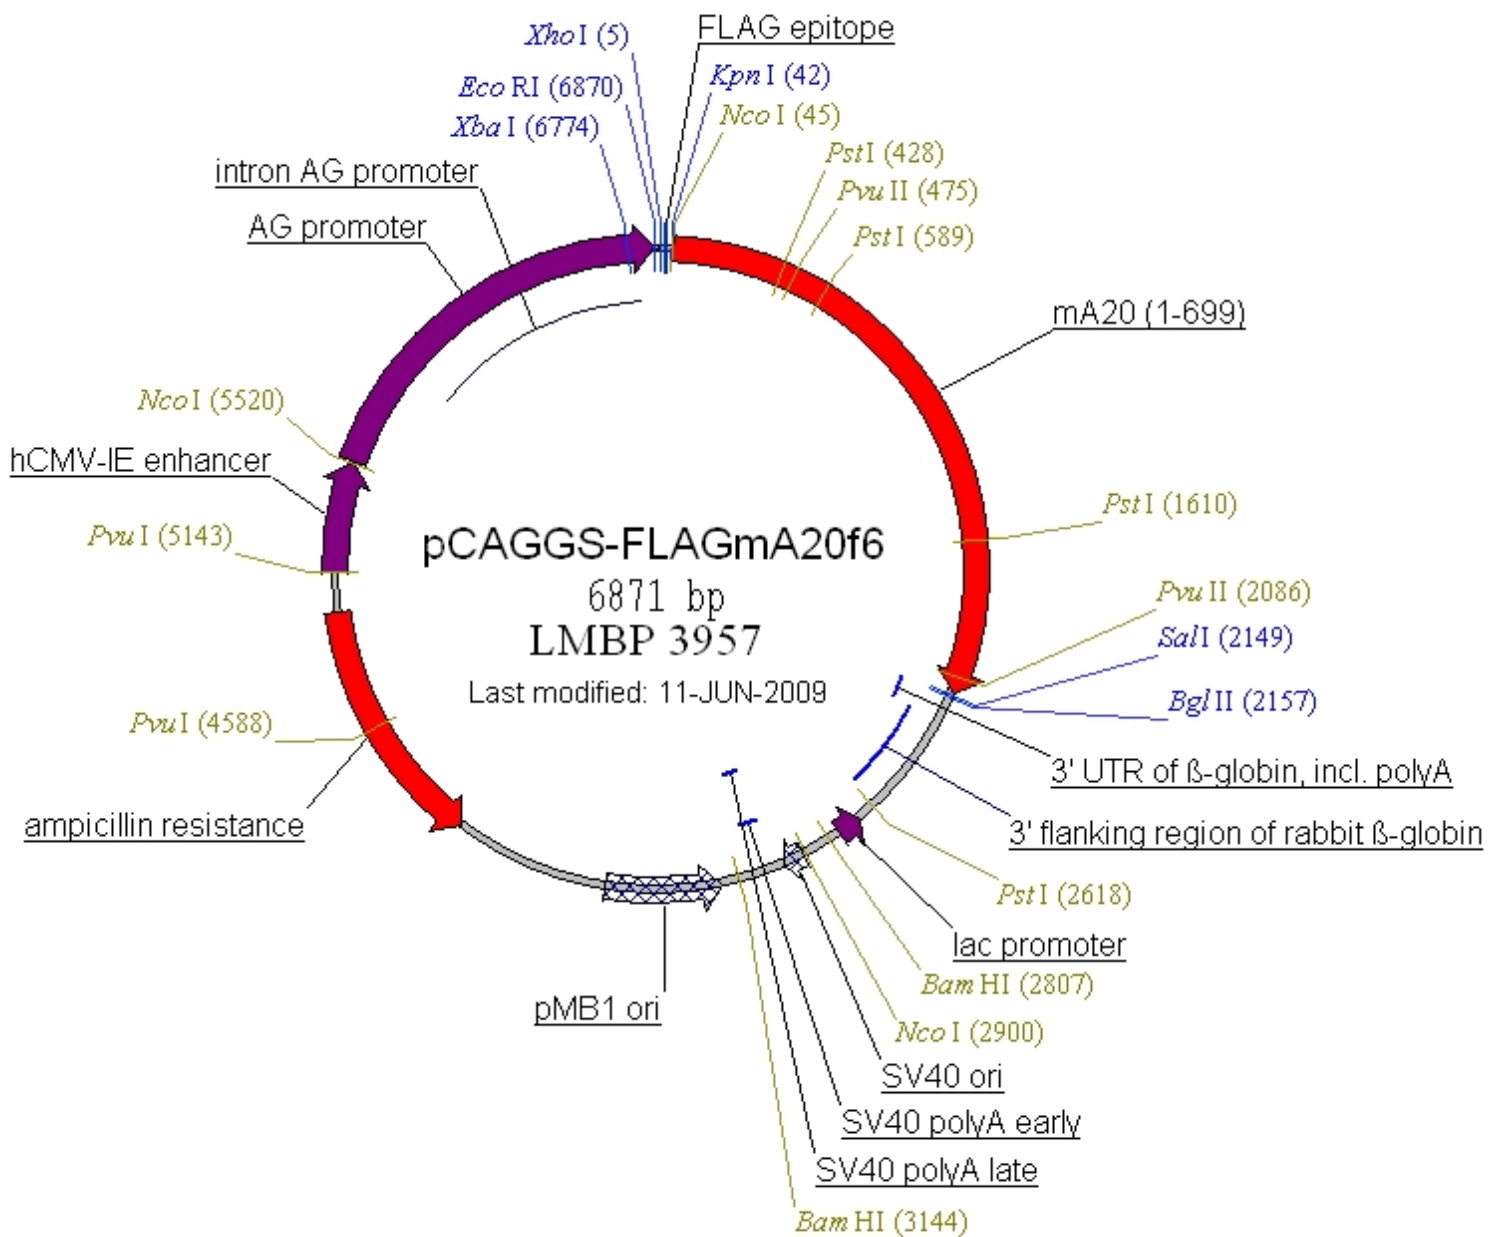 XhoI (5)
FLAG epitope
Eco RI (6870)
KpnI (42)
XbaI (6774)
NcoI (45)
intron AG promoter
PstI (428)
AG promoter
PvuII (475)
PstI (589)
mA20 (1-699)
NcoI (5520)
hCMV-IE enhancer
PvuI (5143)
PstI (1610)
pCAGGS-FLAGmA20f6
6871 bp
LMBP 3957
Last modified: 11-JUN-2009
PvuII (2086)
SalI (2149)
BglII (2157)
PvuI (4588)
3' UTR of ß-globin, incl. polyA
ampicillin resistance
3' flanking region of rabbit ß-globin
PstI (2618)
lac promoter
BamHI (2807)
pMB1 ori
NcoI (2900)
SV40 ori
SV40 polyA early
SV40 polyA late
BamHI (3144)